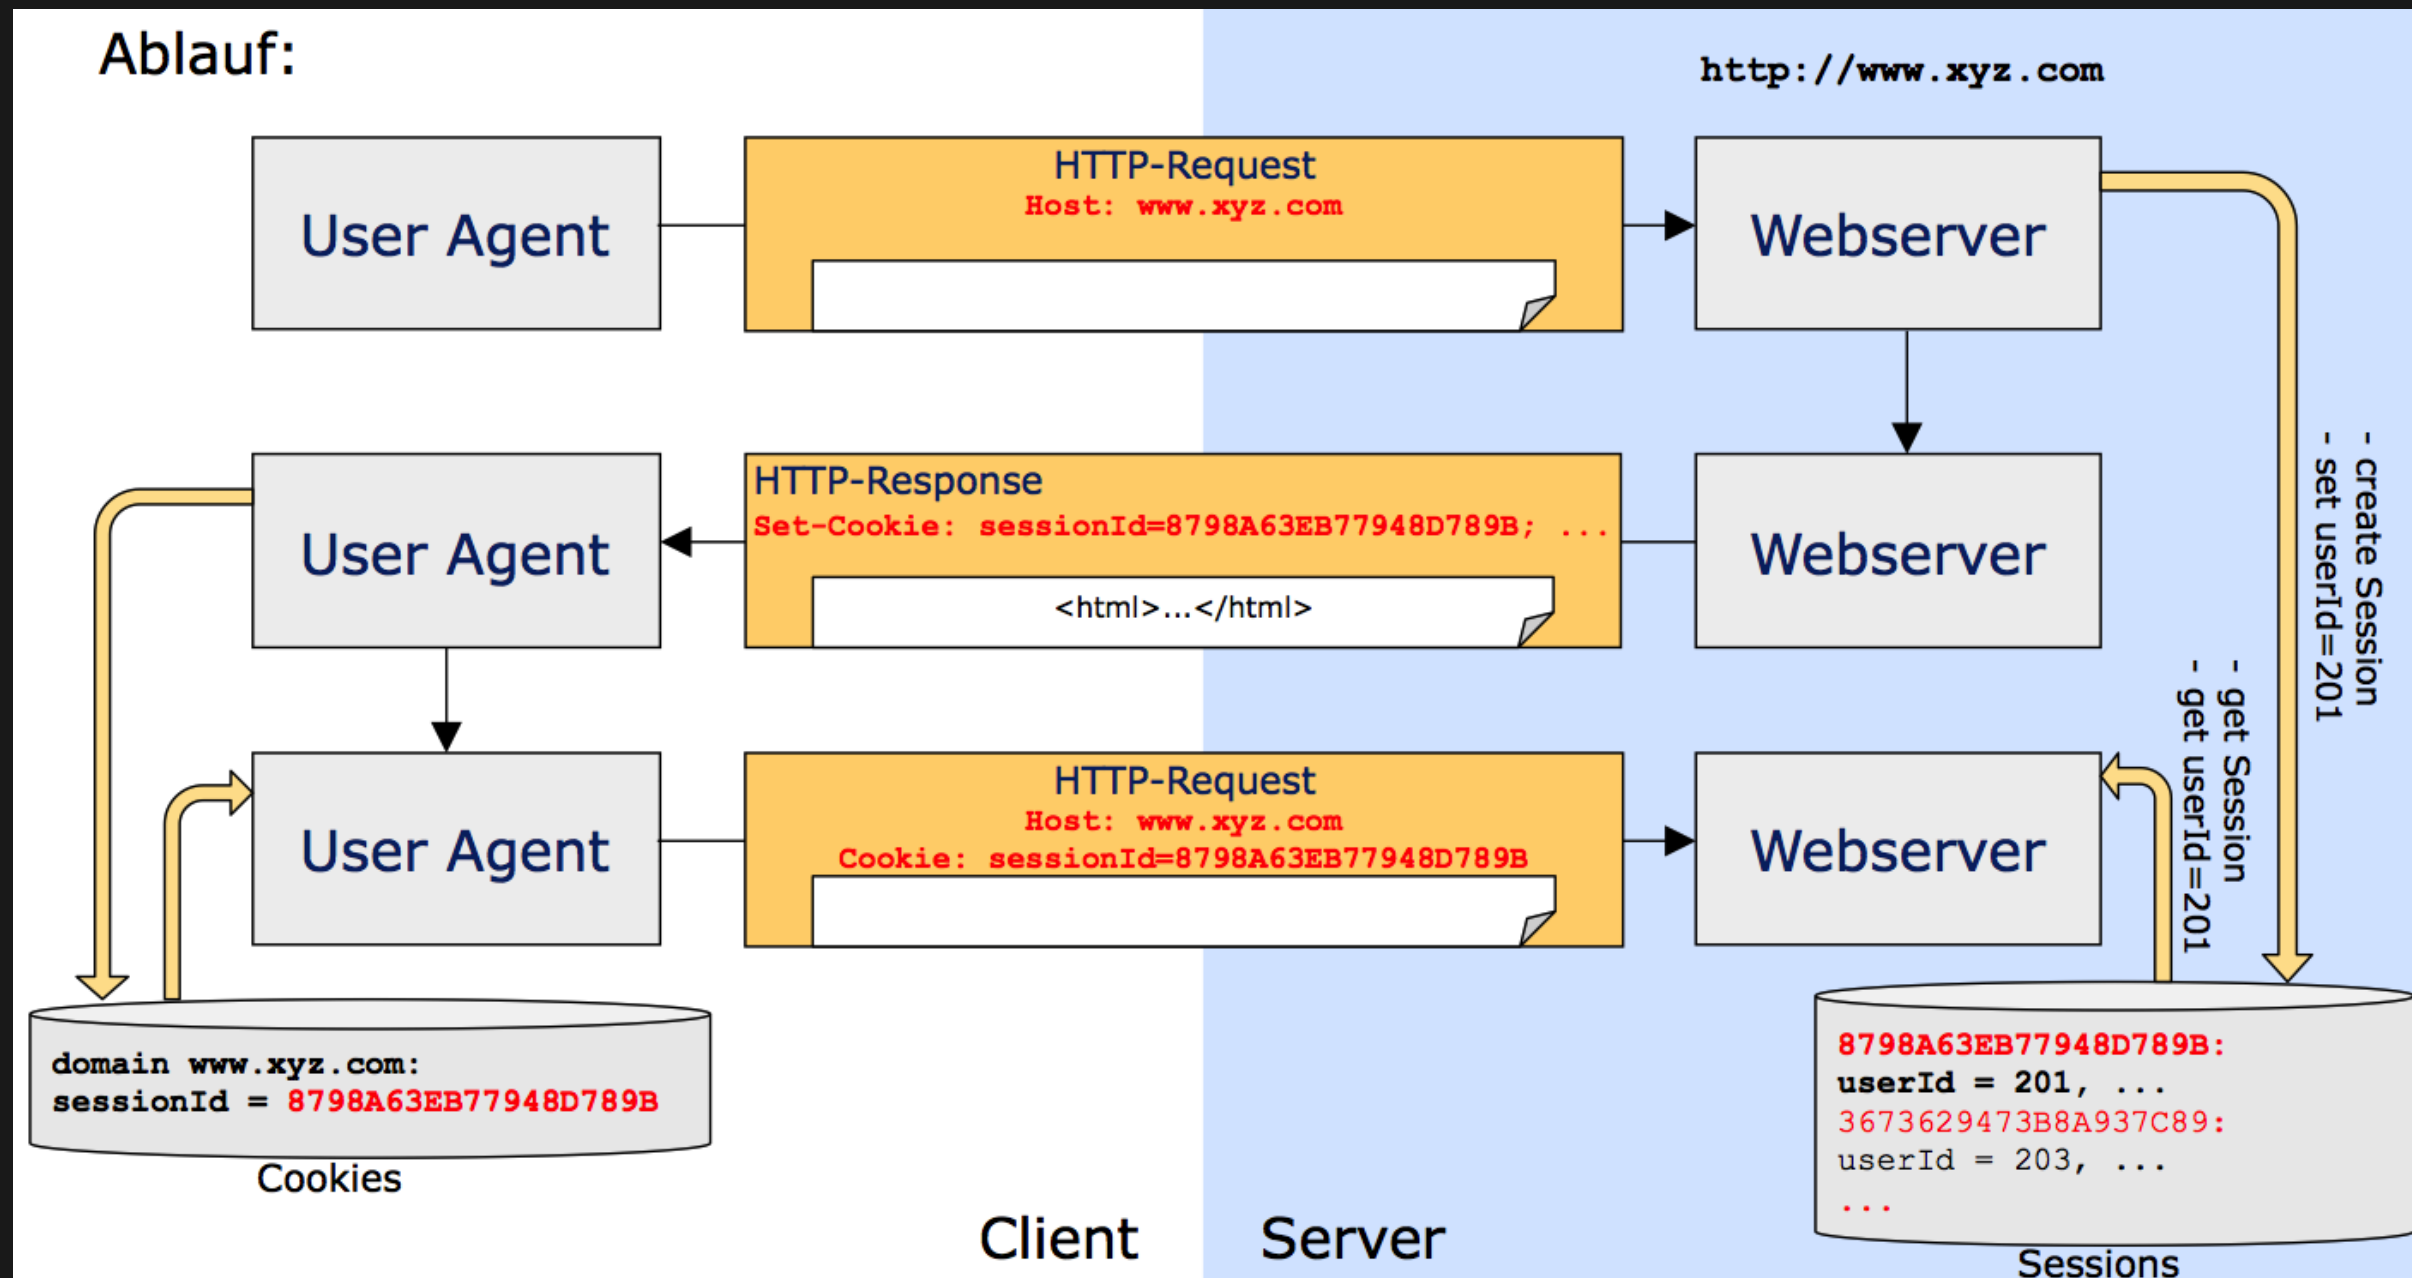 Ablauf:
http://www.xyz.com
User Agent
HTTP-Request
Host: www.xyz.com
Webserver
- create Session
- set userId=201
User Agent
HTTP-Response
Set-Cookie: sessionId=8798A63EB77948D789B; ...
<html>...</html>
Webserver
- get Session
- get userId=201
User Agent
HTTP-Request
Host: www.xyz.com
Cookie: sessionId=8798A63EB77948D789B
Webserver
domain www.xyz.com:
sessionId = 8798A63EB77948D789B
Cookies
8798A63EB77948D789B:
userId = 201, ...
3673629473B8A937C89:
userId = 203, ...
...
Sessions
Client
Server